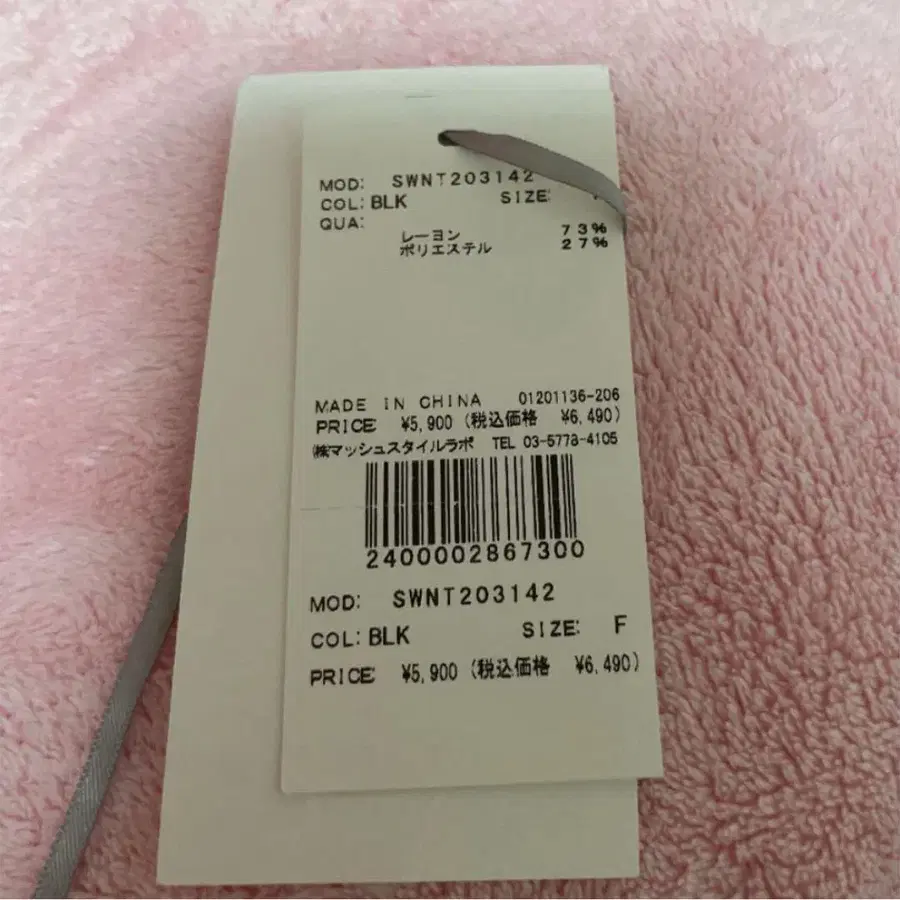 MOD: SWNT203142
COL: BLK SIZE:
QUA:
レーヨン 73%
ポリエステル 27%
MADE IN CHINA 01201136-206
PRICE: ¥5,900 (税込価格 ¥6,490)
㈱マッシュスタイルラボ TEL 03-5778-4105
2400002867300
MOD: SWNT203142
COL: BLK SIZE: F
PRICE: ¥5,900 (税込価格 ¥6,490)